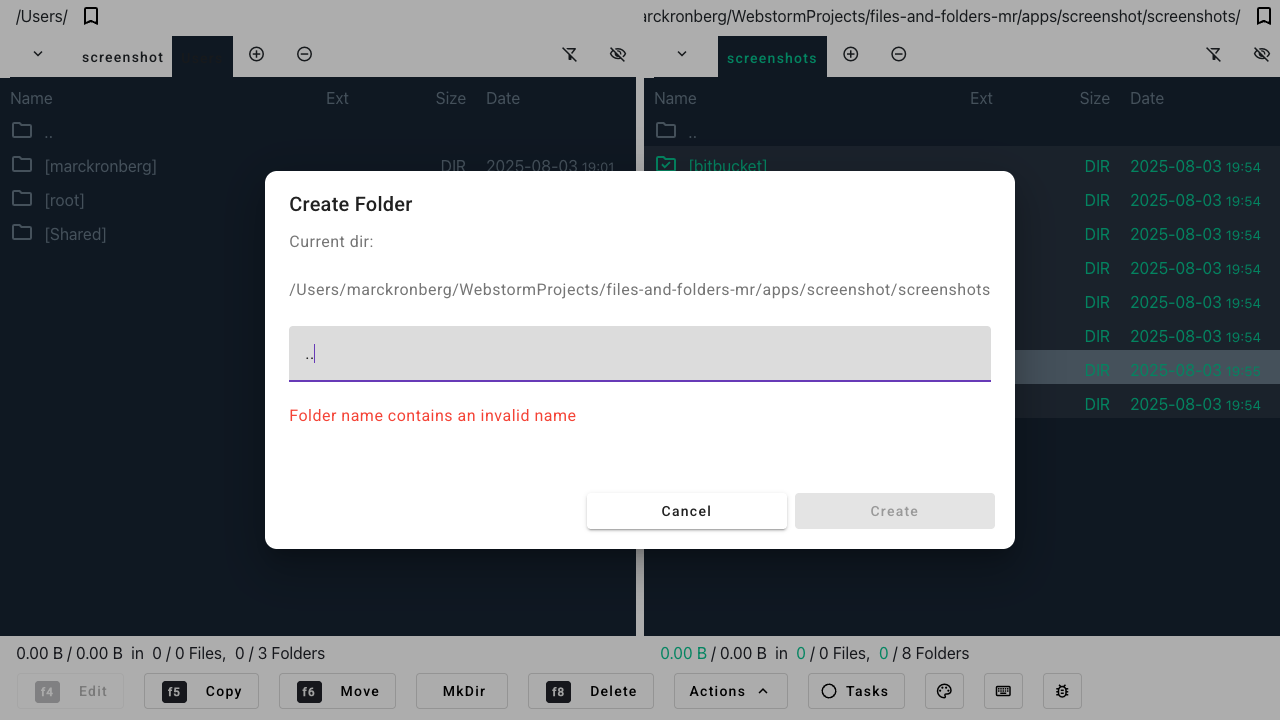 /Users/
arckronberg/WebstormProjects/files-and-folders-mr/apps/screenshot/screenshots/
screenshot
screenshots
Name Ext Size Date
Name Ext Size Date
..
..
[marckronberg] DIR 2025-08-03 19:01
[bitbucket] DIR 2025-08-03 19:54
[root]
DIR 2025-08-03 19:54
[Shared]
DIR 2025-08-03 19:54
DIR 2025-08-03 19:54
DIR 2025-08-03 19:54
DIR 2025-08-03 19:54
DIR 2025-08-03 19:55
DIR 2025-08-03 19:54
Create Folder
Current dir:
/Users/marckronberg/WebstormProjects/files-and-folders-mr/apps/screenshot/screenshots
..
Folder name contains an invalid name
Cancel Create
0.00 B / 0.00 B in 0 / 0 Files, 0 / 3 Folders
0.00 B / 0.00 B in 0 / 0 Files, 0 / 8 Folders
f4 Edit f5 Copy f6 Move MkDir f8 Delete Actions Tasks